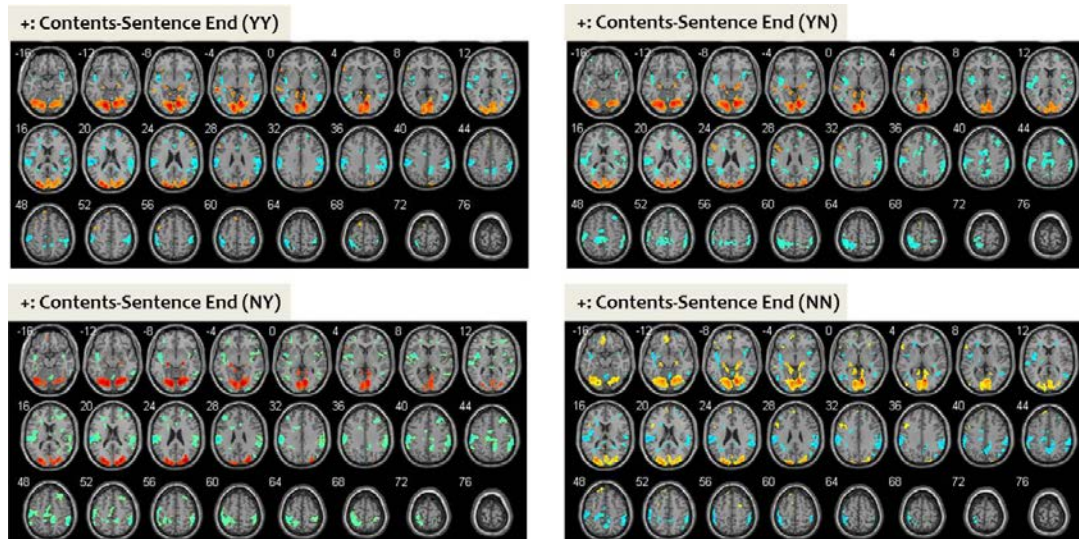 +: Contents-Sentence End (YY)
-16 -12 -8 -4 0 4 8 12
16 20 24 28 32 36 40 44
48 52 56 60 64 68 72 76
+: Contents-Sentence End (YN)
-16 -12 -8 -4 0 4 8 12
16 20 24 28 32 36 40 44
48 52 56 60 64 68 72 76
+: Contents-Sentence End (NY)
-16 -12 -8 -4 0 4 8 12
16 20 24 28 32 36 40 44
48 52 56 60 64 68 72 76
+: Contents-Sentence End (NN)
-16 -12 -8 -4 0 4 8 12
16 20 24 28 32 36 40 44
48 52 56 60 64 68 72 76